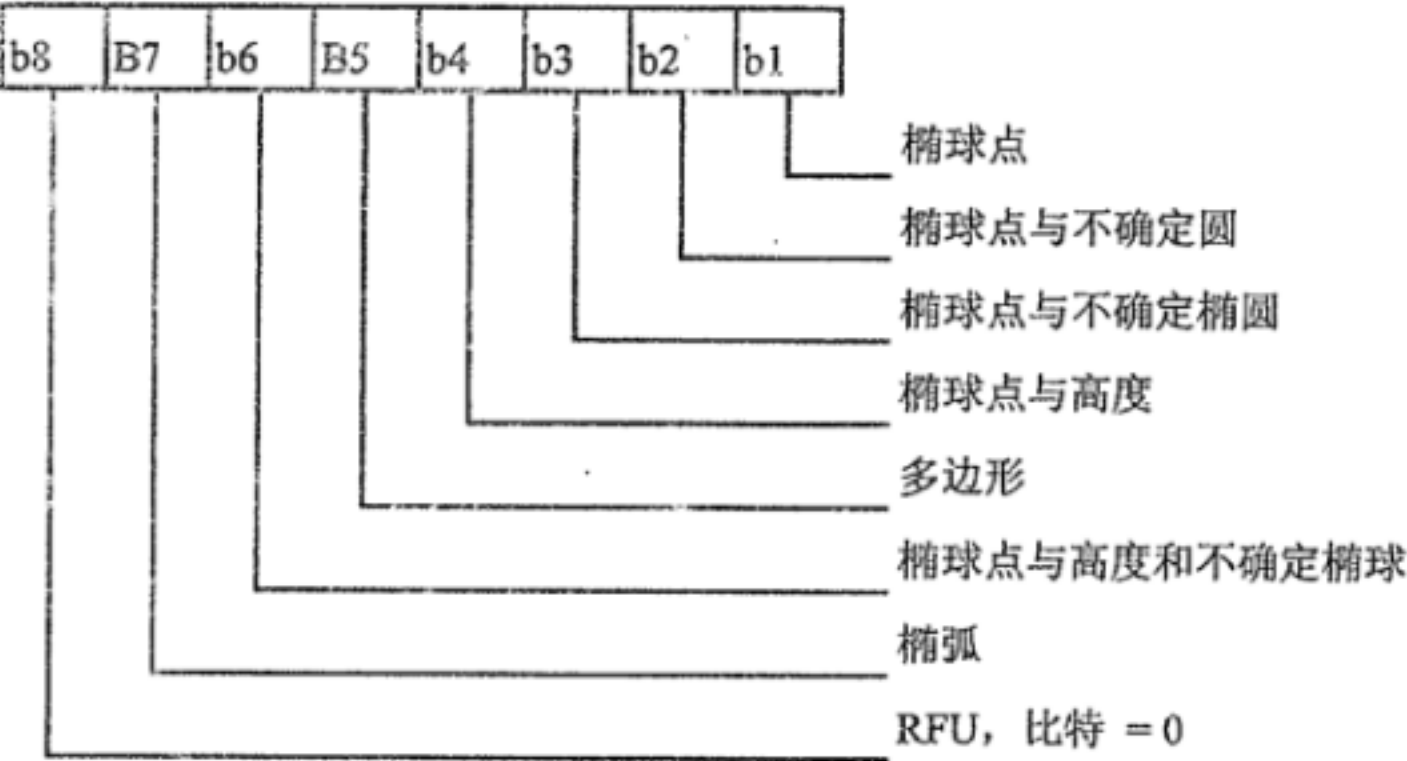 b8 B7 b6 B5 b4 b3 b2 b1
椭球点
椭球点与不确定圆
椭球点与不确定椭圆
椭球点与高度
多边形
椭球点与高度和不确定椭球
椭弧
RFU，比特 =0